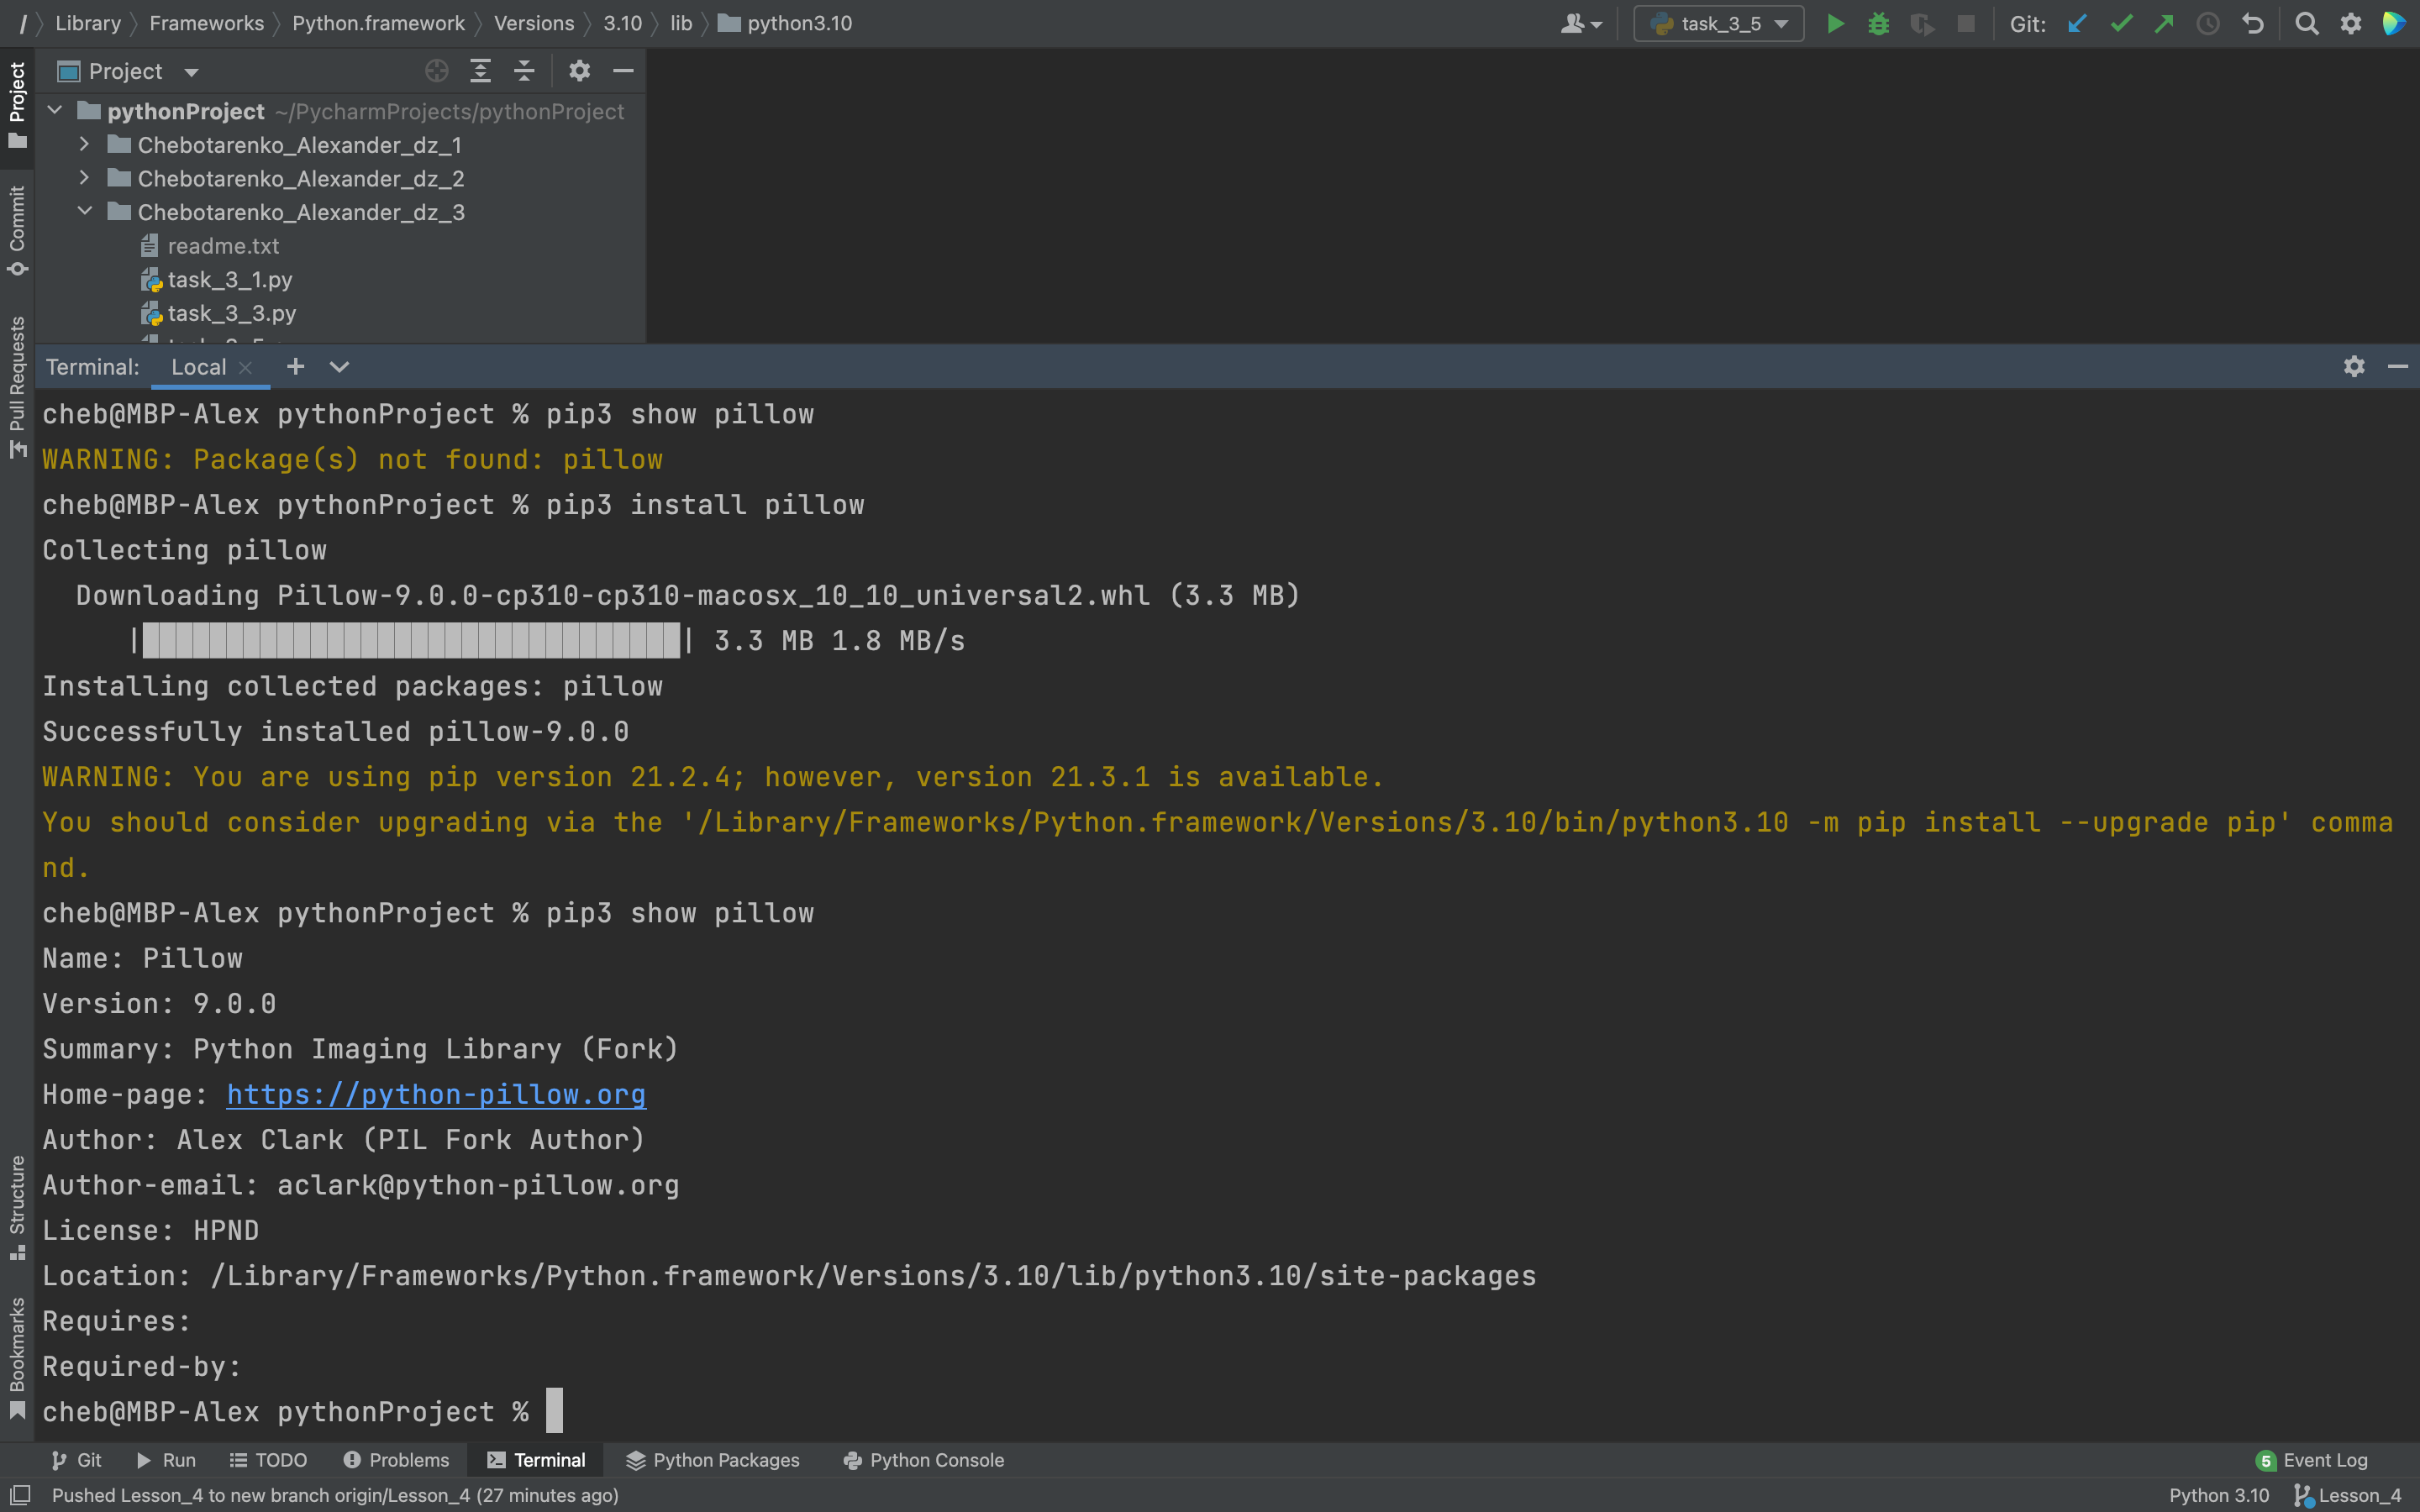 / Library Frameworks Python.framework Versions 3.10 lib python3.10
task_3_5
Git:
Project
pythonProject ~/PycharmProjects/pythonProject
Chebotarenko_Alexander_dz_1
Chebotarenko_Alexander_dz_2
Chebotarenko_Alexander_dz_3
readme.txt
task_3_1.py
task_3_3.py
Project
Commit
Pull Requests
Structure
Bookmarks
Terminal: Local
cheb@MBP-Alex pythonProject % pip3 show pillow
WARNING: Package(s) not found: pillow
cheb@MBP-Alex pythonProject % pip3 install pillow
Collecting pillow
Downloading Pillow-9.0.0-cp310-cp310-macosx_10_10_universal2.whl (3.3 MB)
|████████████████████████████████| 3.3 MB 1.8 MB/s
Installing collected packages: pillow
Successfully installed pillow-9.0.0
WARNING: You are using pip version 21.2.4; however, version 21.3.1 is available.
You should consider upgrading via the '/Library/Frameworks/Python.framework/Versions/3.10/bin/python3.10 -m pip install --upgrade pip' comma
nd.
cheb@MBP-Alex pythonProject % pip3 show pillow
Name: Pillow
Version: 9.0.0
Summary: Python Imaging Library (Fork)
Home-page: https://python-pillow.org
Author: Alex Clark (PIL Fork Author)
Author-email: aclark@python-pillow.org
License: HPND
Location: /Library/Frameworks/Python.framework/Versions/3.10/lib/python3.10/site-packages
Requires:
Required-by:
cheb@MBP-Alex pythonProject %
Git Run TODO Problems Terminal Python Packages Python Console
5 Event Log
Pushed Lesson_4 to new branch origin/Lesson_4 (27 minutes ago)
Python 3.10 Lesson_4